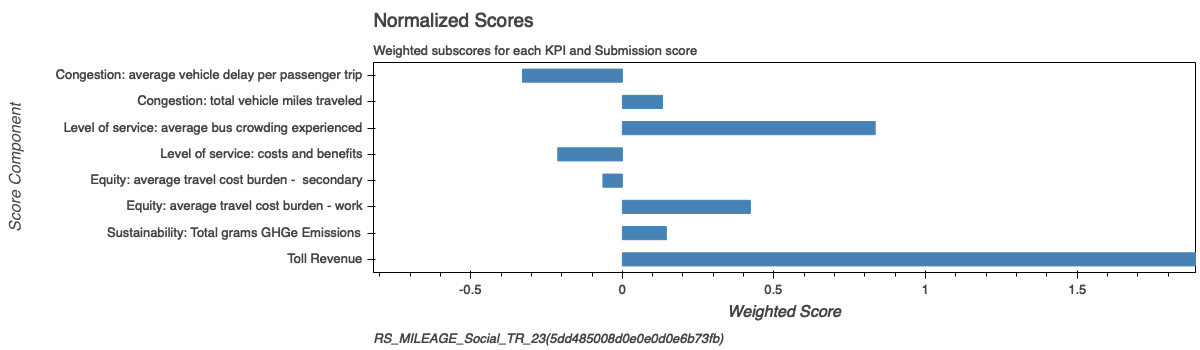 Normalized Scores
Weighted subscores for each KPI and Submission score
Score Component
Congestion: average vehicle delay per passenger trip
Congestion: total vehicle miles traveled
Level of service: average bus crowding experienced
Level of service: costs and benefits
Equity: average travel cost burden -  secondary
Equity: average travel cost burden - work
Sustainability: Total grams GHGe Emissions
Toll Revenue
-0.5 0 0.5 1 1.5
Weighted Score
RS_MILEAGE_Social_TR_23(5dd485008d0e0e0d0e6b73fb)